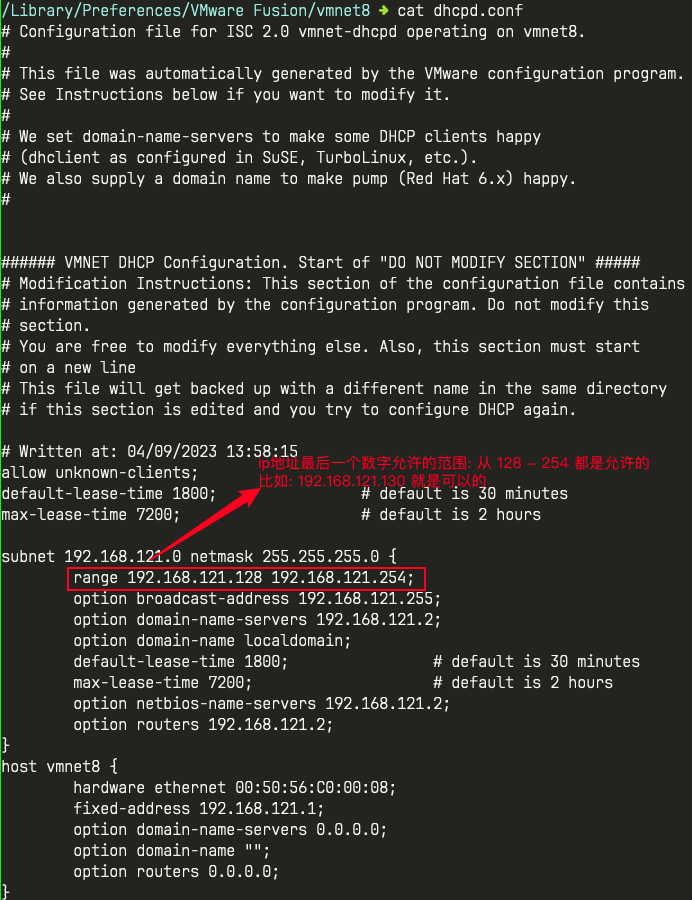 /Library/Preferences/VMware Fusion/vmnet8 ➜ cat dhcpd.conf
# Configuration file for ISC 2.0 vmnet-dhcpd operating on vmnet8.
#
# This file was automatically generated by the VMware configuration program.
# See Instructions below if you want to modify it.
#
# We set domain-name-servers to make some DHCP clients happy
# (dhclient as configured in SuSE, TurboLinux, etc.).
# We also supply a domain name to make pump (Red Hat 6.x) happy.
#
###### VMNET DHCP Configuration. Start of "DO NOT MODIFY SECTION" #####
# Modification Instructions: This section of the configuration file contains
# information generated by the configuration program. Do not modify this
# section.
# You are free to modify everything else. Also, this section must start
# on a new line
# This file will get backed up with a different name in the same directory
# if this section is edited and you try to configure DHCP again.
# Written at: 04/09/2023 13:58:15
ip地址最后一个数字允许的范围: 从 128 – 254 都是允许的
allow unknown-clients;
比如: 192.168.121.130 就是可以的
default-lease-time 1800;                # default is 30 minutes
max-lease-time 7200;                    # default is 2 hours
subnet 192.168.121.0 netmask 255.255.255.0 {
        range 192.168.121.128 192.168.121.254;
        option broadcast-address 192.168.121.255;
        option domain-name-servers 192.168.121.2;
        option domain-name localdomain;
        default-lease-time 1800;                # default is 30 minutes
        max-lease-time 7200;                    # default is 2 hours
        option netbios-name-servers 192.168.121.2;
        option routers 192.168.121.2;
}
host vmnet8 {
        hardware ethernet 00:50:56:C0:00:08;
        fixed-address 192.168.121.1;
        option domain-name-servers 0.0.0.0;
        option domain-name "";
        option routers 0.0.0.0;
}